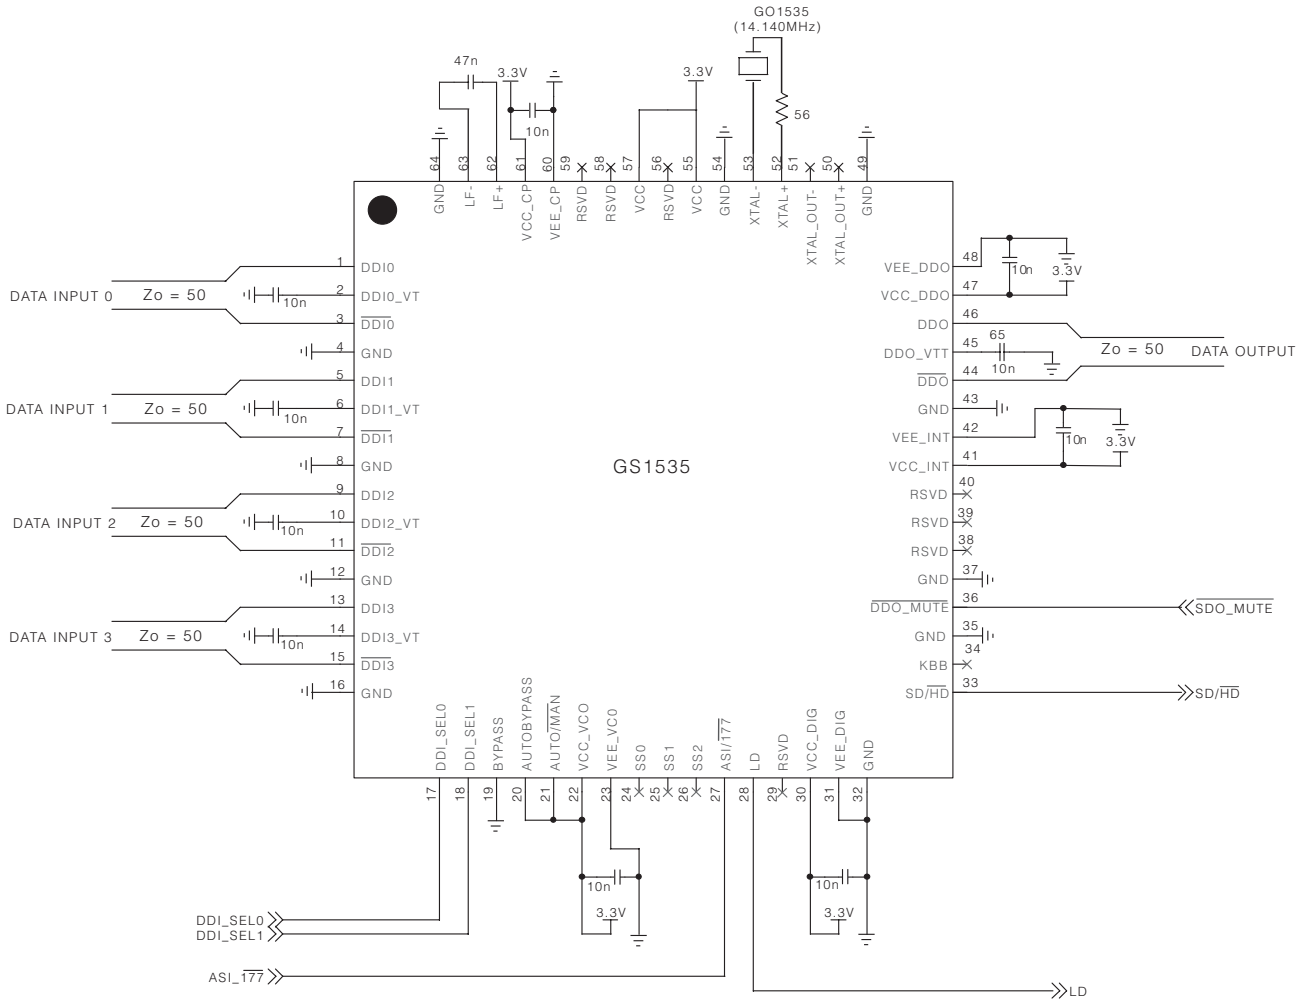 GO1535
(14.140MHz)
47n
3.3V
3.3V
10n
56
64 63 62 61 60 59 58 57 56 55 54 53 52 51 50 49
GND LF- LF+ VCC_CP VEE_CP RSVD RSVD VCC RSVD VCC GND XTAL- XTAL+ XTAL_OUT- XTAL_OUT+ GND
DATA INPUT 0 Zo = 50
1 DDI0
10n 2 DDI0_VT
3 DDI0
4 GND
DATA INPUT 1 Zo = 50
5 DDI1
10n 6 DDI1_VT
7 DDI1
8 GND
DATA INPUT 2 Zo = 50
9 DDI2
10n 10 DDI2_VT
11 DDI2
12 GND
DATA INPUT 3 Zo = 50
13 DDI3
10n 14 DDI3_VT
15 DDI3
16 GND
GS1535
VEE_DDO 48
10n 3.3V
VCC_DDO 47
DDO 46
DDO_VTT 45 65
10n
Zo = 50 DATA OUTPUT
DDO 44
GND 43
VEE_INT 42
10n 3.3V
VCC_INT 41
RSVD 40
RSVD 39
RSVD 38
GND 37
DDO_MUTE 36 SDO_MUTE
GND 35
KBB 34
SD/HD 33 SD/HD
DDI_SEL0 DDI_SEL1 BYPASS AUTOBYPASS AUTO/MAN VCC_VCO VEE_VC0 SS0 SS1 SS2 ASI/177 LD RSVD VCC_DIG VEE_DIG GND
17 18 19 20 21 22 23 24 25 26 27 28 29 30 31 32
10n
10n
3.3V
3.3V
DDI_SEL0
DDI_SEL1
ASI_177
LD